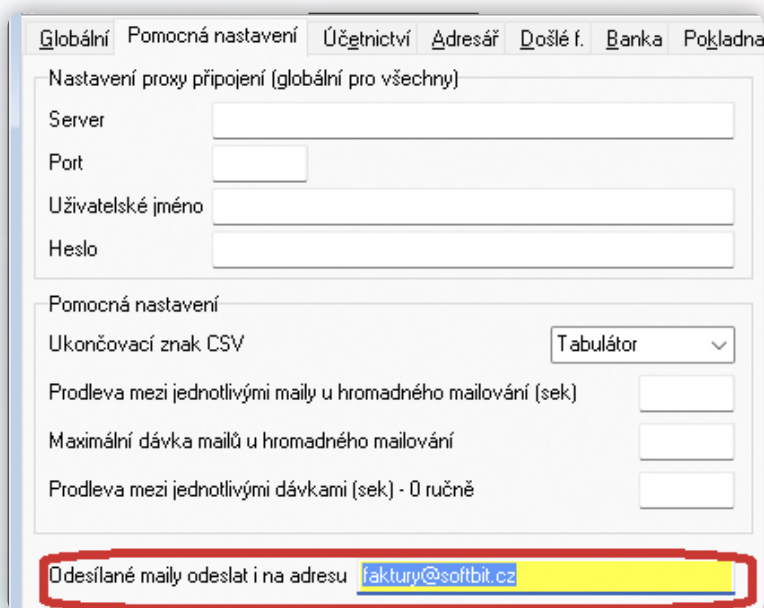 Globální Pomocná nastavení Účetnictví Adresář Došlé f. Banka Pokladna
Nastavení proxy připojení (globální pro všechny)
Server
Port
Uživatelské jméno
Heslo
Pomocná nastavení
Ukončovací znak CSV Tabulátor
Prodleva mezi jednotlivými maily u hromadného mailování (sek)
Maximální dávka mailů u hromadného mailování
Prodleva mezi jednotlivými dávkami (sek) - 0 ručně
Odesílané maily odeslat i na adresu faktury@softbit.cz